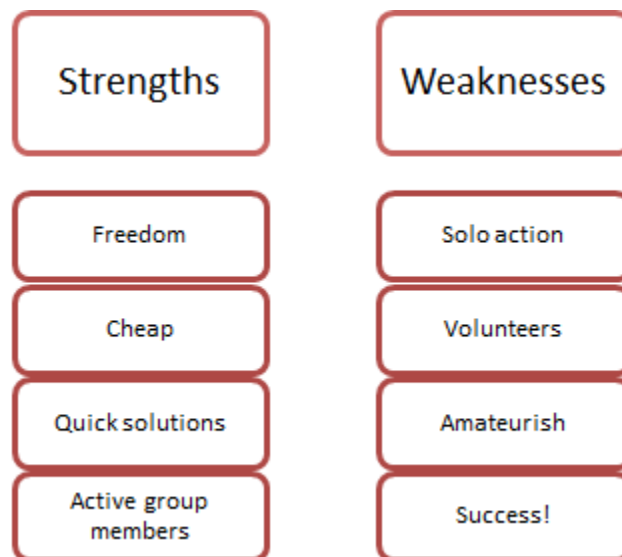 Strengths
Freedom
Cheap
Quick solutions
Active group
members
Weaknesses
Solo action
Volunteers
Amateurish
Success!